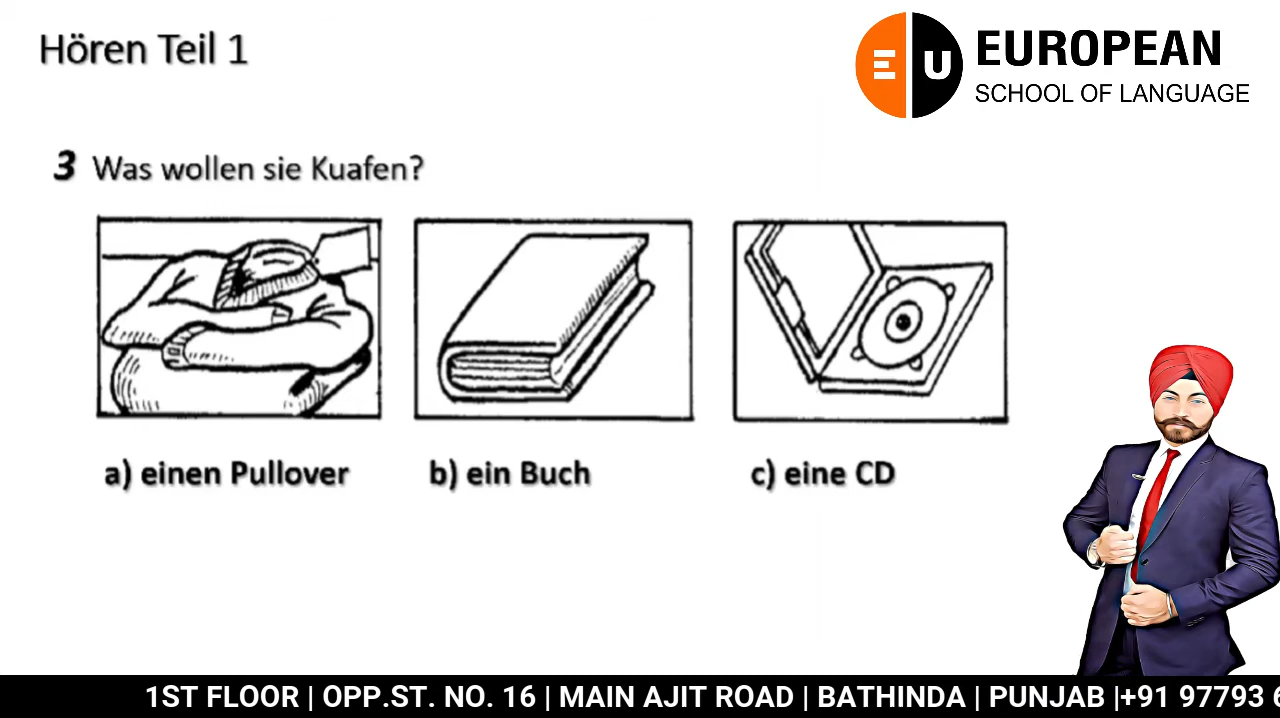 Hören Teil 1
EUROPEAN
SCHOOL OF LANGUAGE
E U
3 Was wollen sie Kuafen?
a) einen Pullover
b) ein Buch
c) eine CD
1ST FLOOR | OPP.ST. NO. 16 | MAIN AJIT ROAD | BATHINDA | PUNJAB |+91 97793